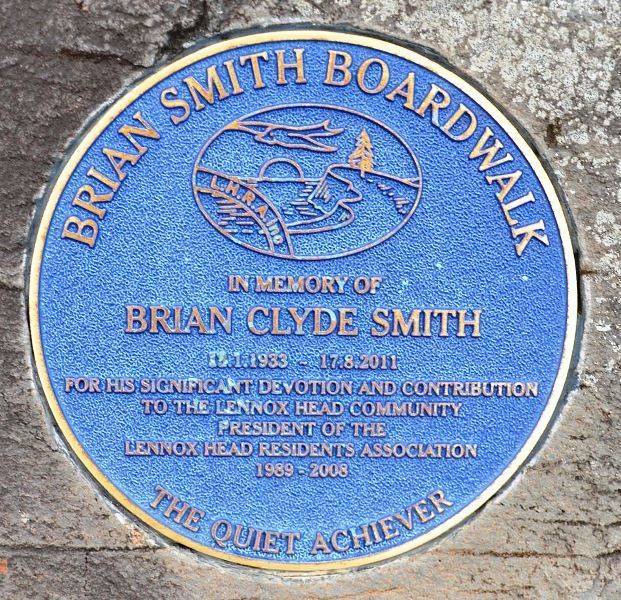 BRIAN SMITH BOARDWALK
L.H.R.A.Inc
IN MEMORY OF
BRIAN CLYDE SMITH
12.1.1933 - 17.8.2011
FOR HIS SIGNIFICANT DEVOTION AND CONTRIBUTION
TO THE LENNOX HEAD COMMUNITY.
PRESIDENT OF THE
LENNOX HEAD RESIDENTS ASSOCIATION
1989 - 2008
THE QUIET ACHIEVER